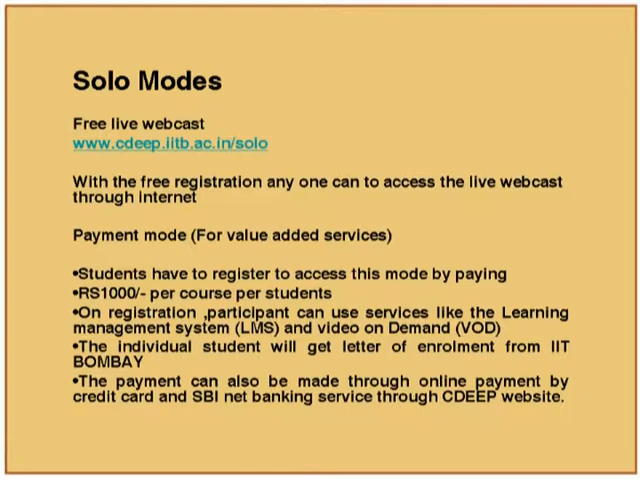 Solo Modes
Free live webcast
www.cdeep.iitb.ac.in/solo
With the free registration any one can to access the live webcast
through internet
Payment mode (For value added services)
•Students have to register to access this mode by paying
•RS1000/- per course per students
•On registration ,participant can use services like the Learning
management system (LMS) and video on Demand (VOD)
•The individual student will get letter of enrolment from IIT
BOMBAY
•The payment can also be made through online payment by
credit card and SBI net banking service through CDEEP website.